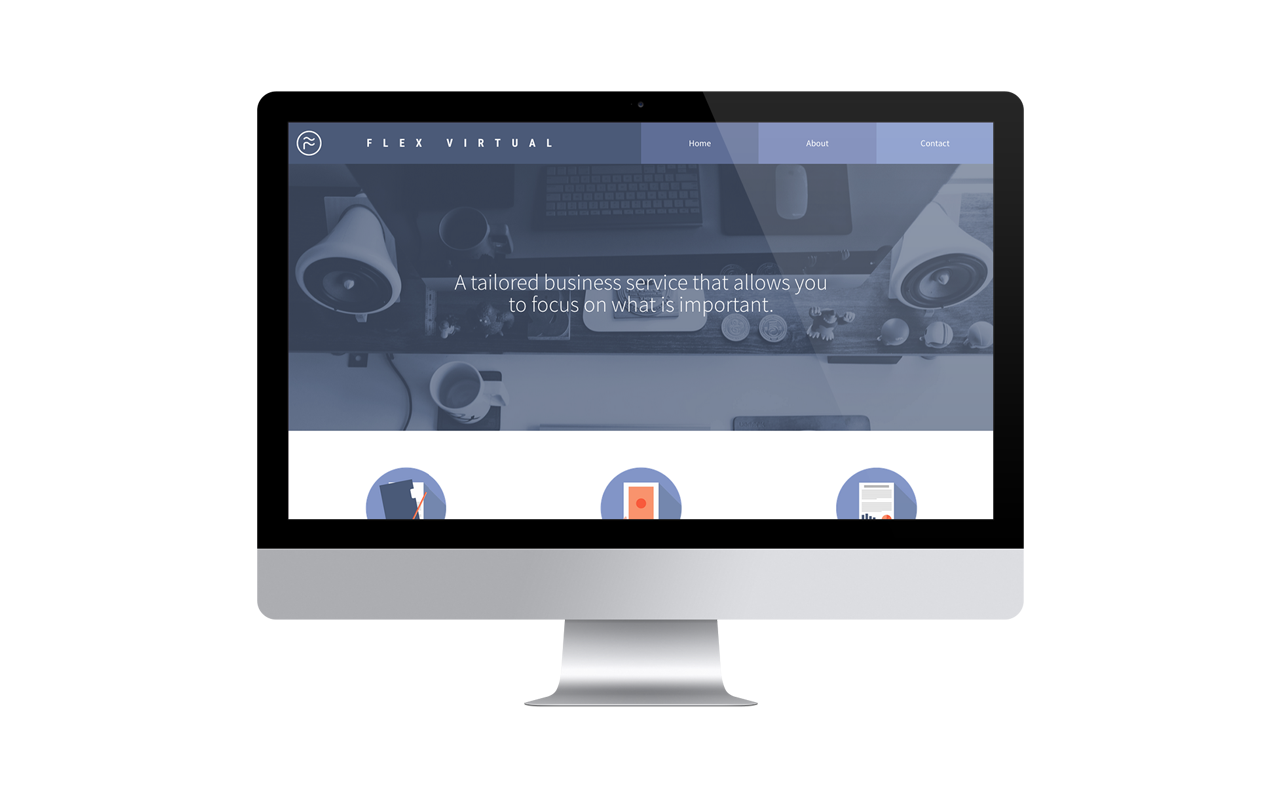 FLEX VIRTUAL
Home
About
Contact
A tailored business service that allows you
to focus on what is important.